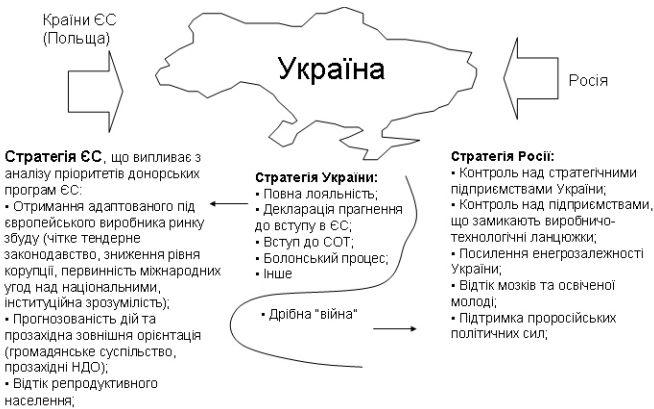 Країни ЄС
(Польща)
Україна
Росія
Стратегія ЄС, що випливає з
аналізу пріоритетів донорських
програм ЄС:
• Отримання адаптованого під
європейського виробника ринку
збуту (чітке тендерне
законодавство, зниження рівня
корупції, первинність міжнародних
угод над національними,
інституційна зрозумілість);
• Прогнозованість дій та
прозахідна зовнішня орієнтація
(громадянське суспільство,
прозахідні НДО);
• Відтік репродуктивного
населення;
Стратегія України:
• Повна лояльність;
• Декларація прагнення
до вступу в ЄС;
• Вступ до СОТ;
• Болонський процес;
• Інше
• Дрібна "війна"
Стратегія Росії:
• Контроль над стратегічними
підприємствами України;
• Контроль над підприємствами,
що замикають виробничо-
технологічні ланцюжки;
• Посилення енергозалежності
України;
• Відтік мозків та освіченої
молоді;
• Підтримка проросійських
політичних сил;